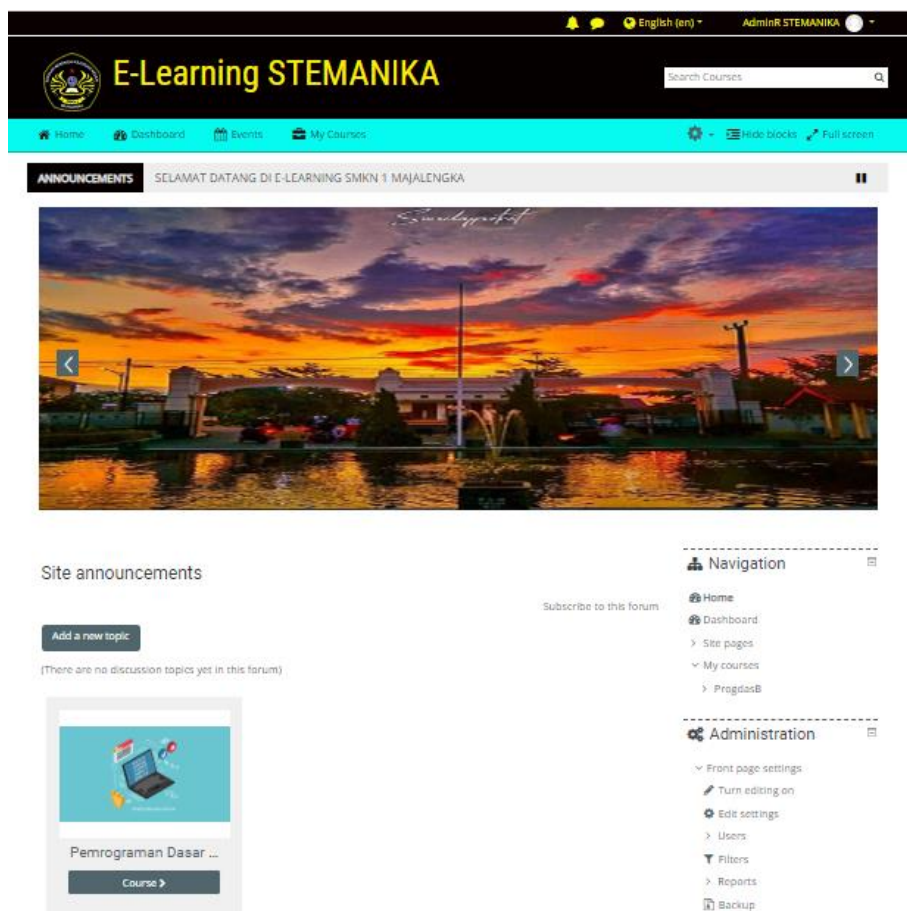 English (en)
AdminR STEMANIKA
E-Learning STEMANIKA
Search Courses
Home
Dashboard
Events
My Courses
Hide blocks
Full screen
ANNOUNCEMENTS
SELAMAT DATANG DI E-LEARNING SMKN 1 MAJALENGKA
Site announcements
Subscribe to this forum
Add a new topic
(There are no discussion topics yet in this forum)
Pemrograman Dasar ...
Course
Navigation
Home
Dashboard
Site pages
My courses
ProgdasB
Administration
Front page settings
Turn editing on
Edit settings
Users
Filters
Reports
Backup